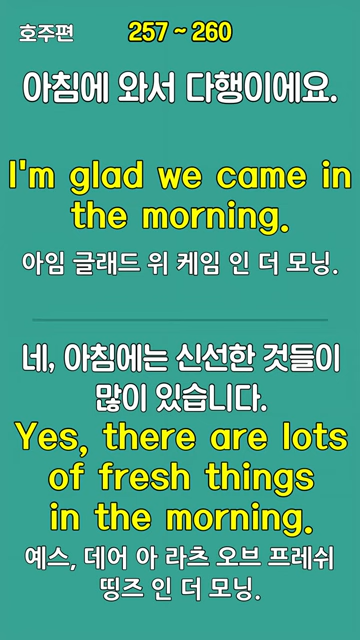 호주편
257 ~ 260
아침에 와서 다행이에요.
I'm glad we came in
the morning.
아임 글래드 위 케임 인 더 모닝.
네, 아침에는 신선한 것들이
많이 있습니다.
Yes, there are lots
of fresh things
in the morning.
예스, 데어 아 라츠 오브 프레쉬
띵즈 인 더 모닝.